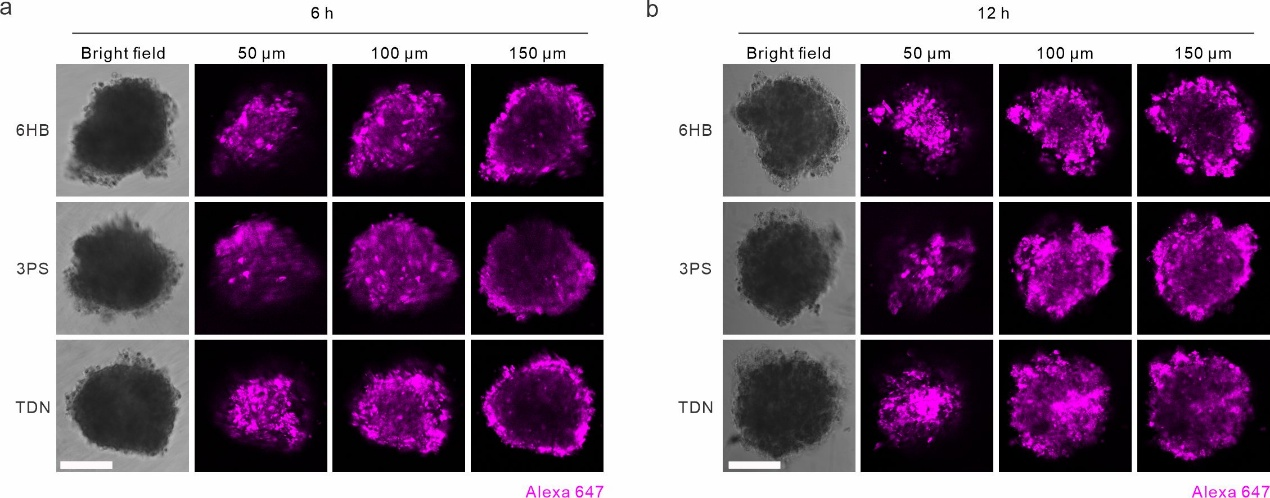 a
6 h
Bright field 50 µm 100 µm 150 µm
6HB
3PS
TDN
Alexa 647
b
12 h
Bright field 50 µm 100 µm 150 µm
6HB
3PS
TDN
Alexa 647